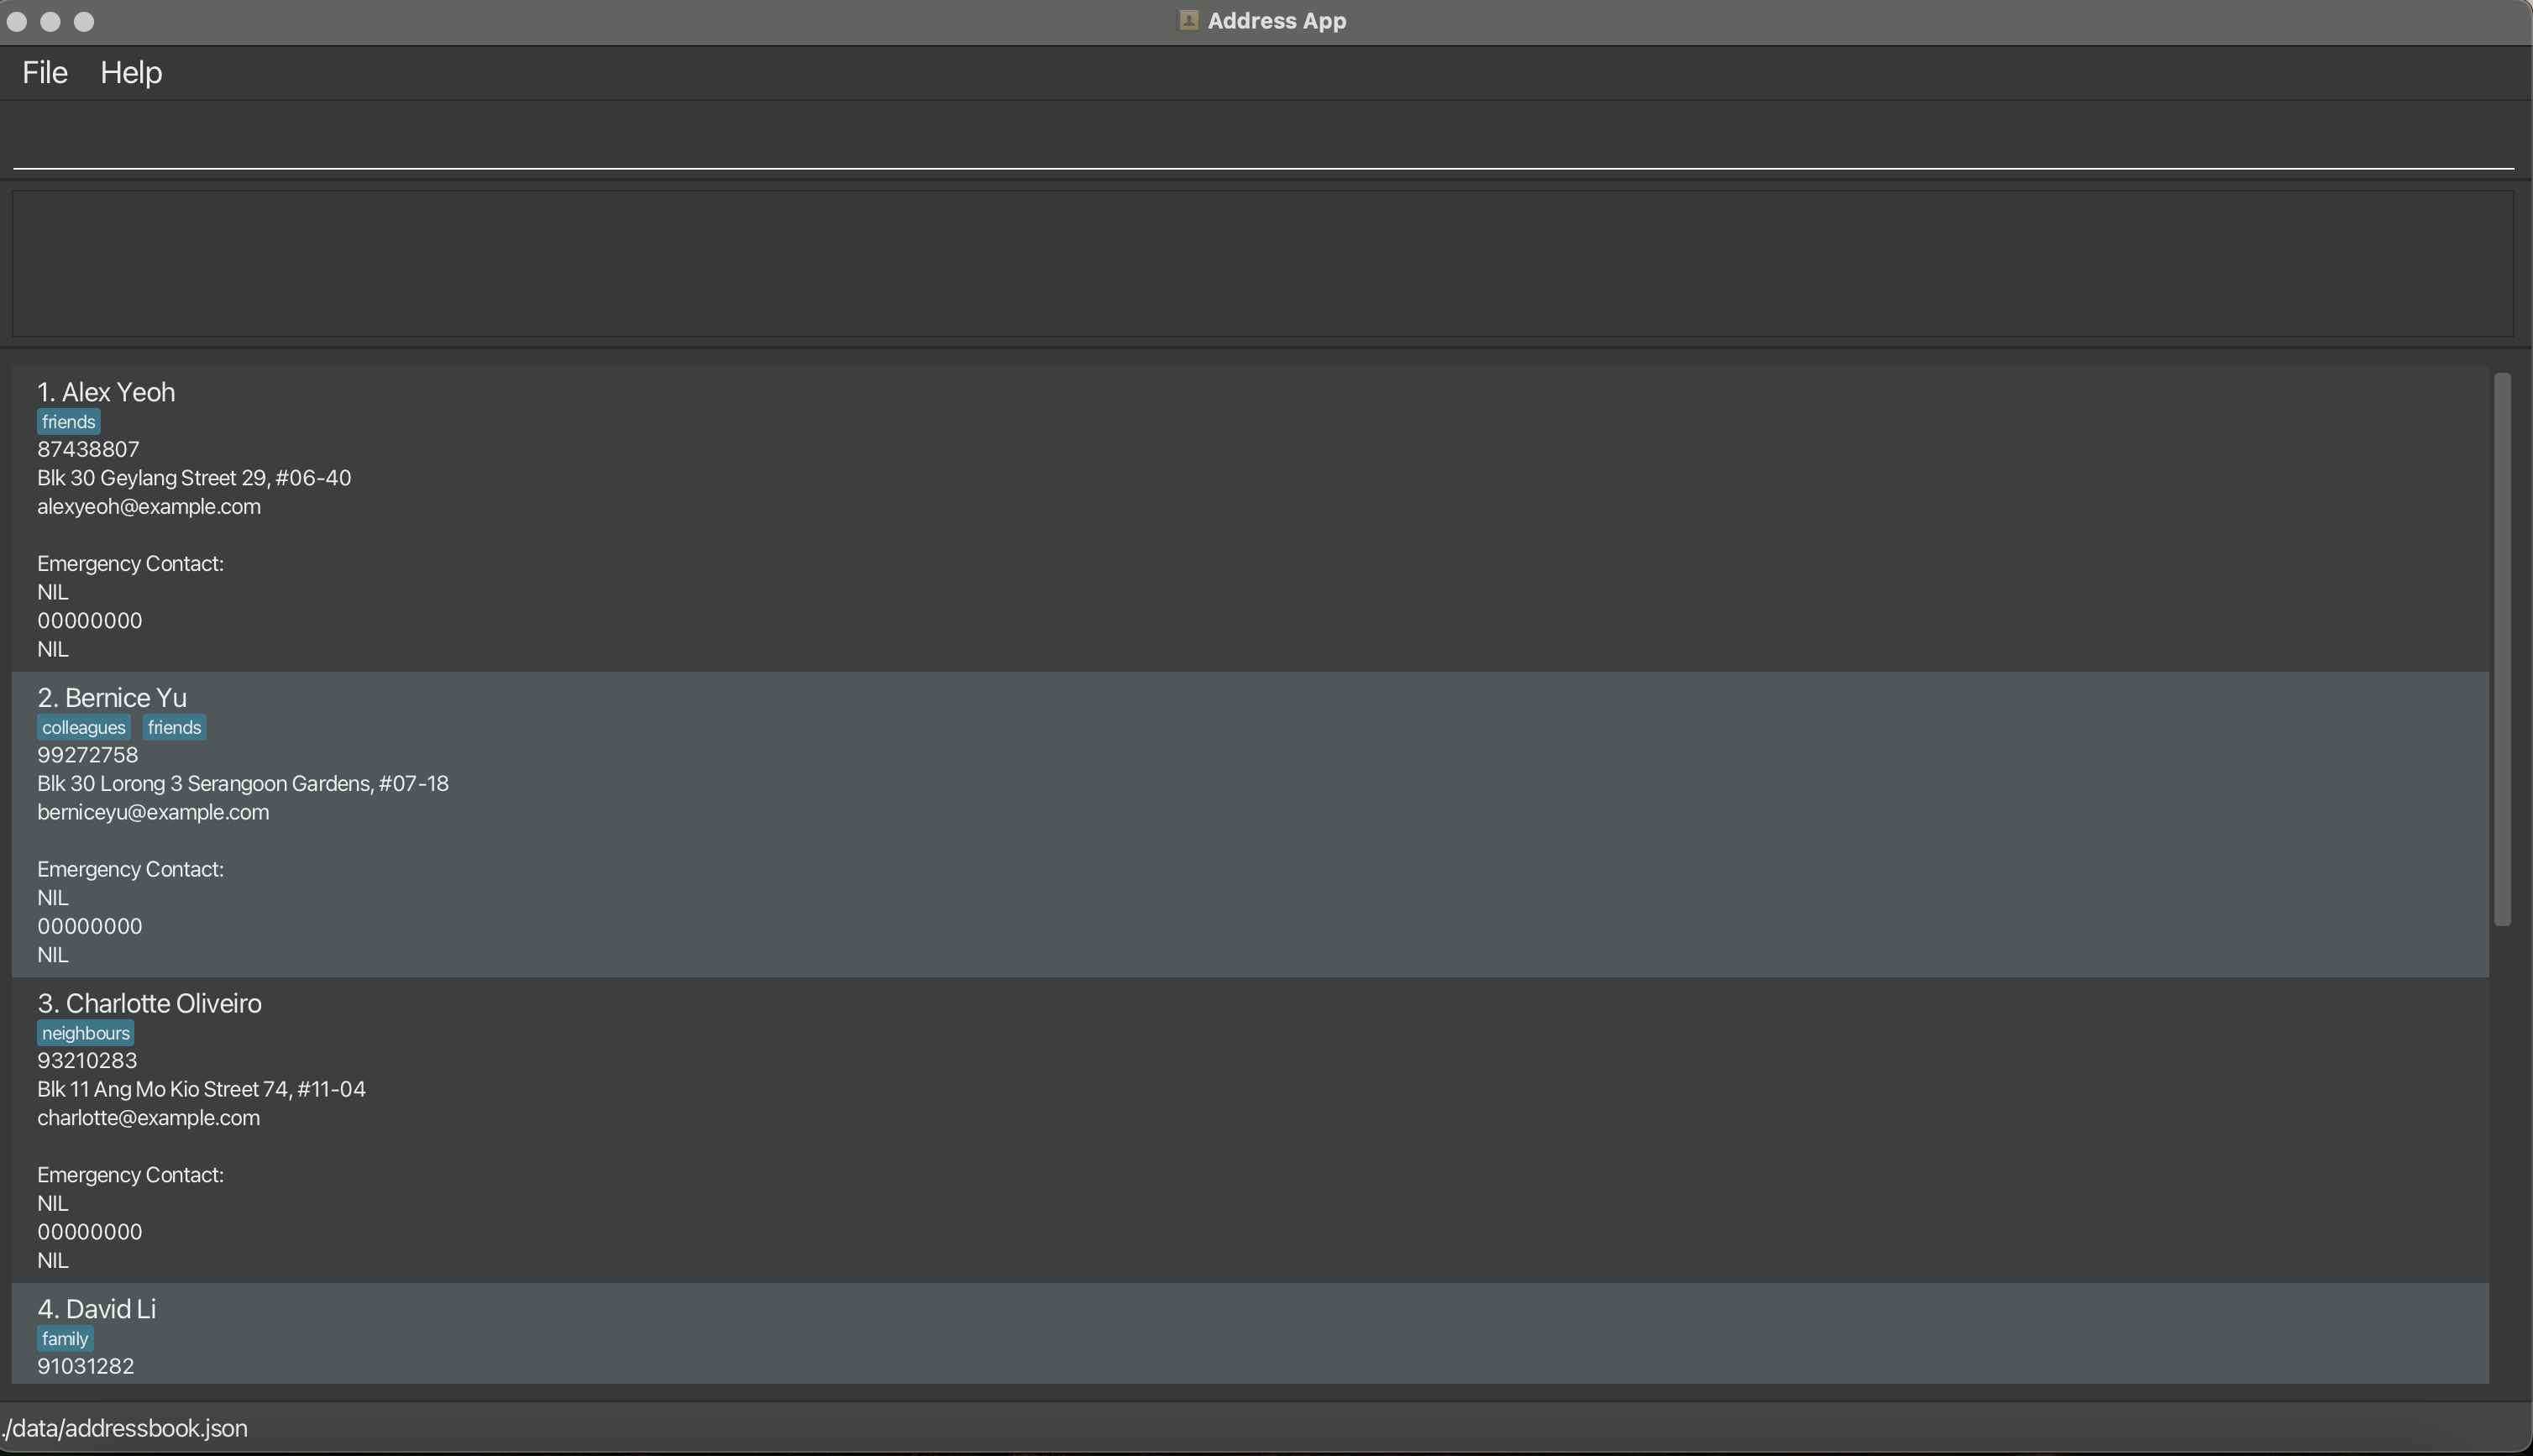 Address App
File Help
1. Alex Yeoh
friends
87438807
Blk 30 Geylang Street 29, #06-40
alexyeoh@example.com
Emergency Contact:
NIL
00000000
NIL
2. Bernice Yu
colleagues friends
99272758
Blk 30 Lorong 3 Serangoon Gardens, #07-18
berniceyu@example.com
Emergency Contact:
NIL
00000000
NIL
3. Charlotte Oliveiro
neighbours
93210283
Blk 11 Ang Mo Kio Street 74, #11-04
charlotte@example.com
Emergency Contact:
NIL
00000000
NIL
4. David Li
family
91031282
./data/addressbook.json